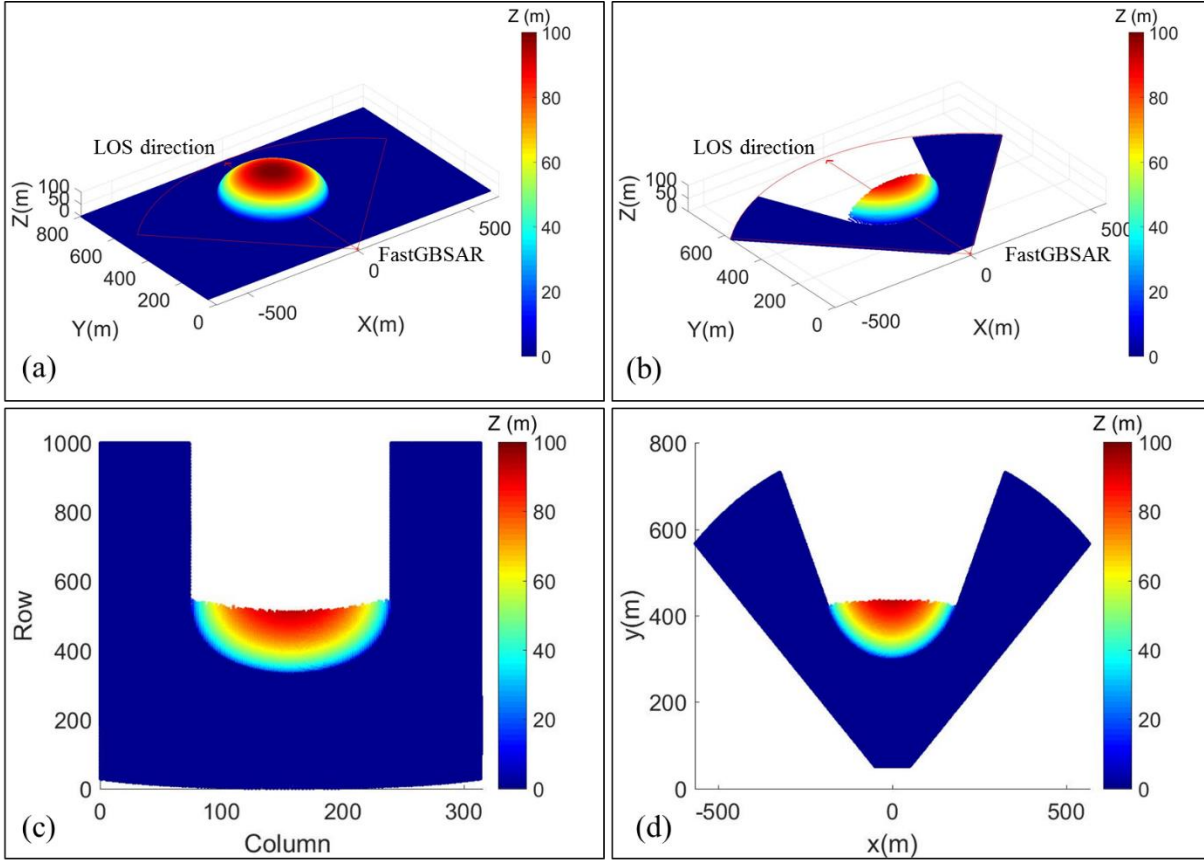 Z (m)
100
80
60
40
20
0
LOS direction
FastGBSAR
Z(m)
100
50
0
800
600
400
200
0
Y(m)
-500
0
500
X(m)
(a)
Z (m)
100
80
60
40
20
0
LOS direction
FastGBSAR
Z(m)
100
50
0
600
400
200
0
Y(m)
-500
0
500
X(m)
(b)
Z (m)
100
80
60
40
20
0
1000
800
600
400
200
0
Row
0
100
200
300
Column
(c)
Z (m)
100
80
60
40
20
0
800
600
400
200
0
y(m)
-500
0
500
x(m)
(d)